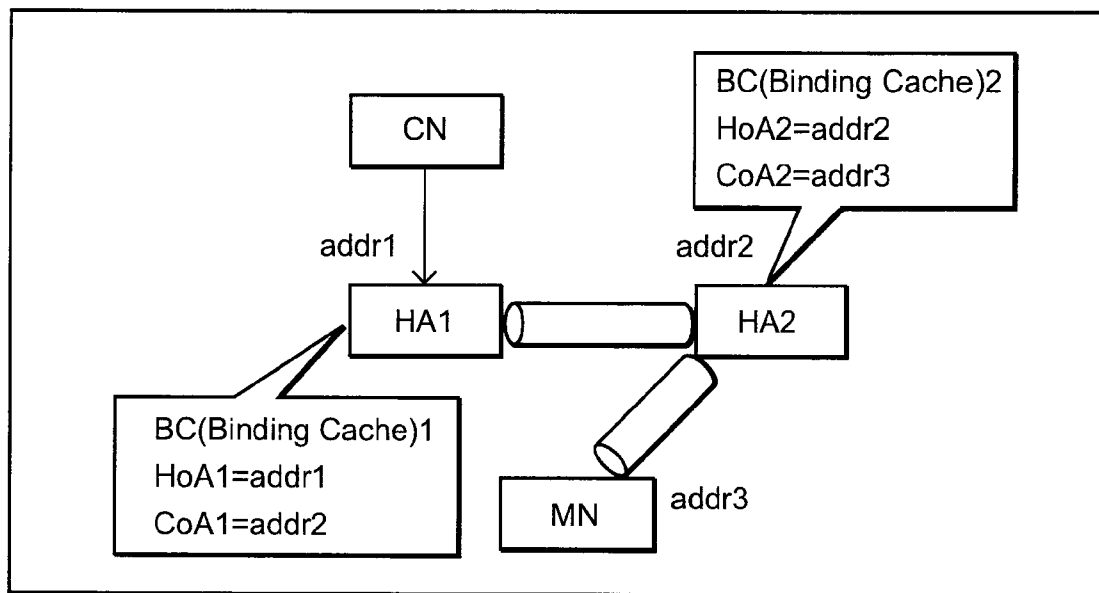 BC(Binding Cache)2
HoA2=addr2
CoA2=addr3
CN
addr1
addr2
HA1
HA2
BC(Binding Cache)1
HoA1=addr1
CoA1=addr2
MN
addr3